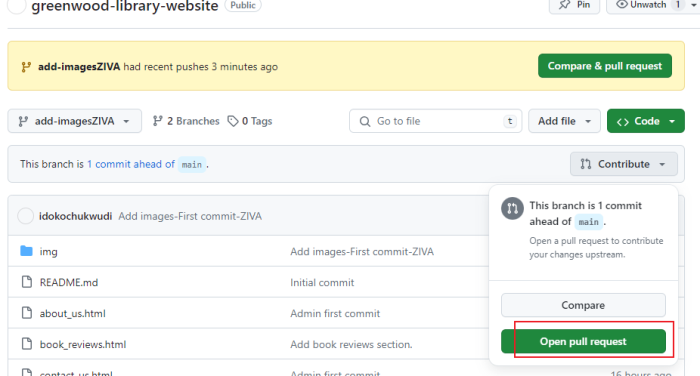 greenwood-library-website Public Pin Unwatch 1
add-imagesZIVA had recent pushes 3 minutes ago Compare & pull request
add-imagesZIVA 2 Branches 0 Tags Go to file t Add file Code
This branch is 1 commit ahead of main . Contribute
This branch is 1 commit
ahead of main .
Open a pull request to contribute
your changes upstream.
Compare
Open pull request
idokochukwudi Add images-First commit-ZIVA
img Add images-First commit-ZIVA
README.md Initial commit
about_us.html Admin first commit
book_reviews.html Add book reviews section.
contact_us.html Admin first commit 16 hours ago